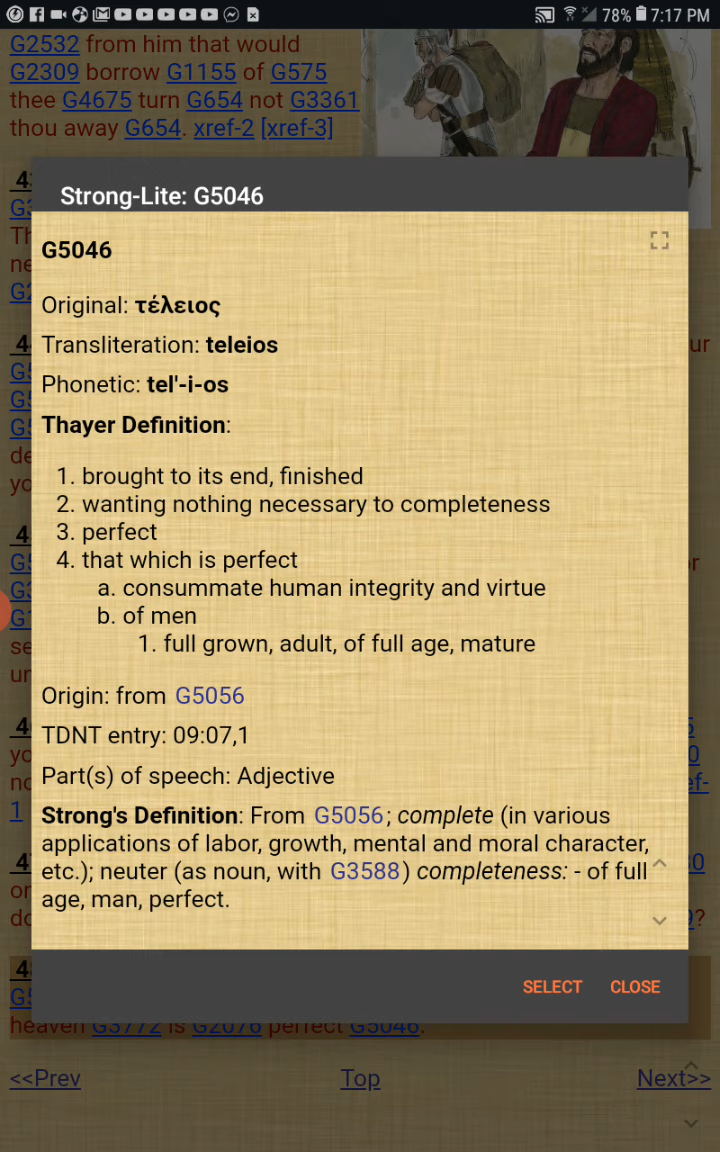 78% 7:17 PM
G2532 from him that would
G2309 borrow G1155 of G575
thee G4675 turn G654 not G3361
thou away G654. xref-2 [xref-3]
Strong-Lite: G5046
G5046
Original: τέλειος
Transliteration: teleios
Phonetic: tel'-i-os
Thayer Definition:
1. brought to its end, finished
2. wanting nothing necessary to completeness
3. perfect
4. that which is perfect
a. consummate human integrity and virtue
b. of men
1. full grown, adult, of full age, mature
Origin: from G5056
TDNT entry: 09:07,1
Part(s) of speech: Adjective
Strong's Definition: From G5056; complete (in various
applications of labor, growth, mental and moral character,
etc.); neuter (as noun, with G3588) completeness: - of full
age, man, perfect.
SELECT CLOSE
heaven G3772 is G2076 perfect G5046.
<<Prev Top Next>>